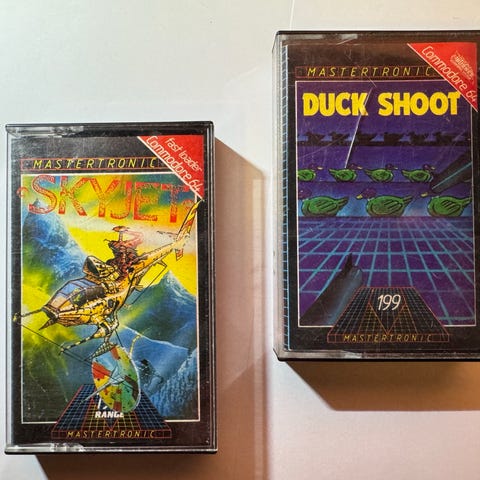 MASTERTRONIC
Fast loader
Commodore 64
SKYJET
RANGE
MASTERTRONIC
MASTERTRONIC
Commodore 64
DUCK SHOOT
199
MASTERTRONIC